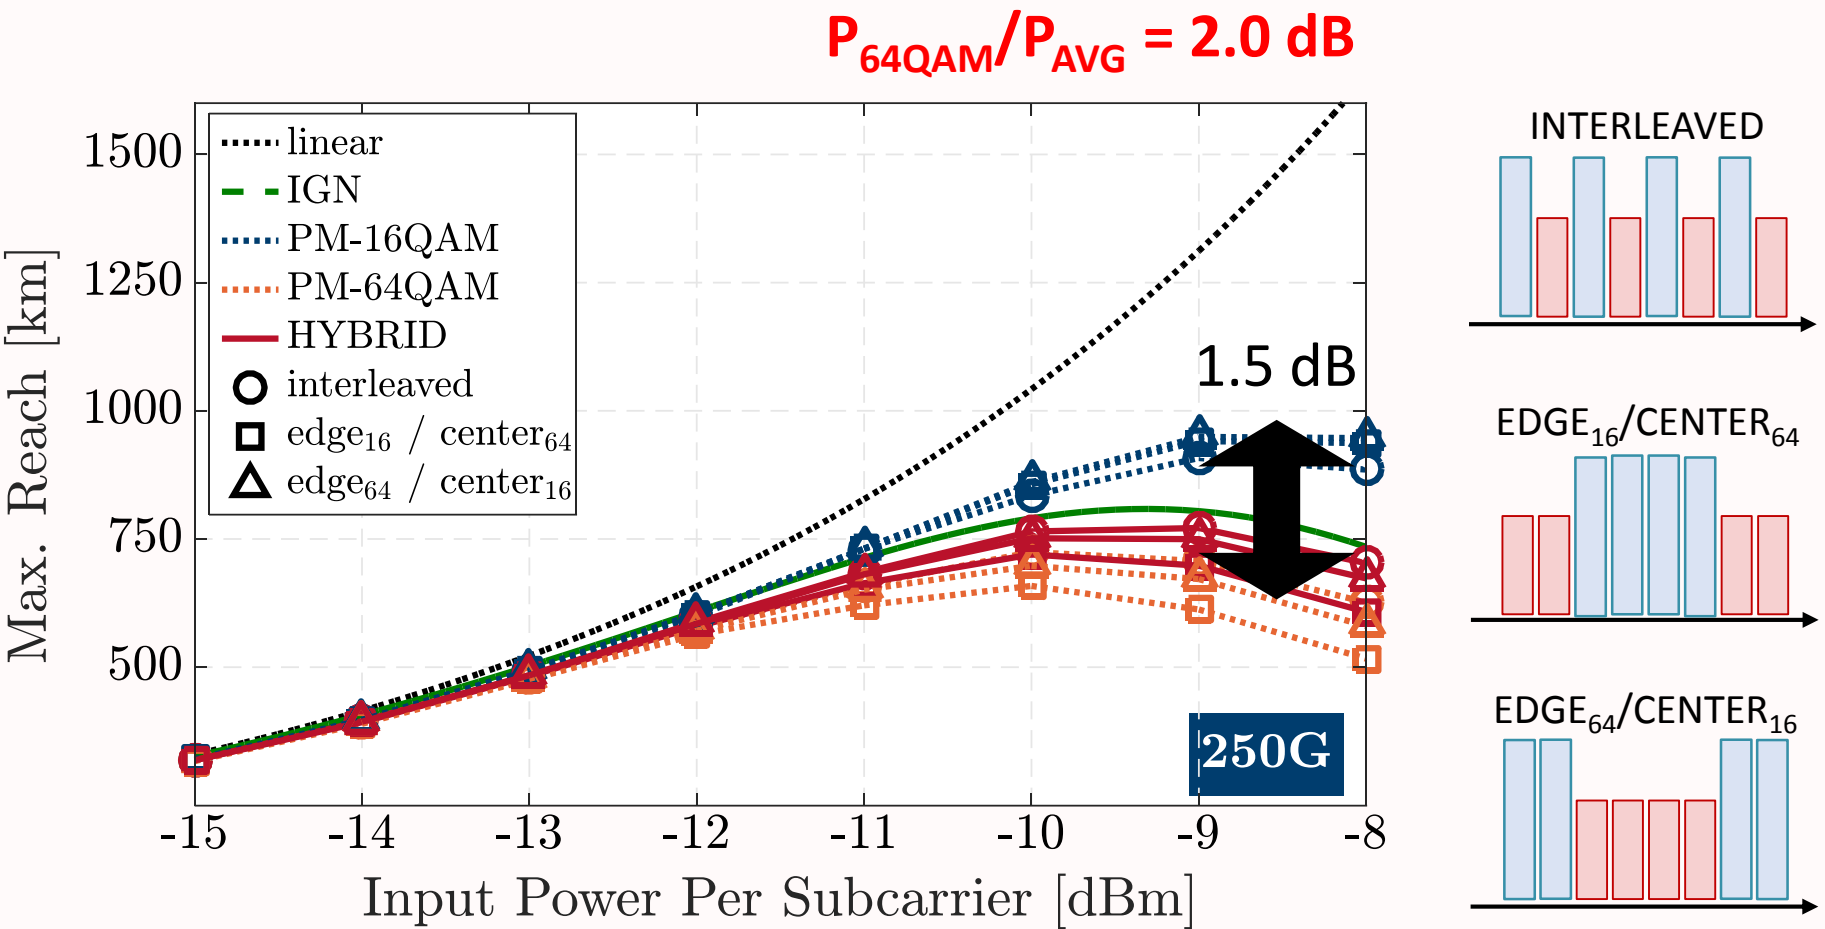 P64QAM/PAVG = 2.0 dB
Max. Reach [km]
1500
1250
1000
750
500
linear
IGN
PM-16QAM
PM-64QAM
HYBRID
interleaved
edge16 / center64
edge64 / center16
1.5 dB
250G
-15 -14 -13 -12 -11 -10 -9 -8
Input Power Per Subcarrier [dBm]
INTERLEAVED
EDGE16/CENTER64
EDGE64/CENTER16